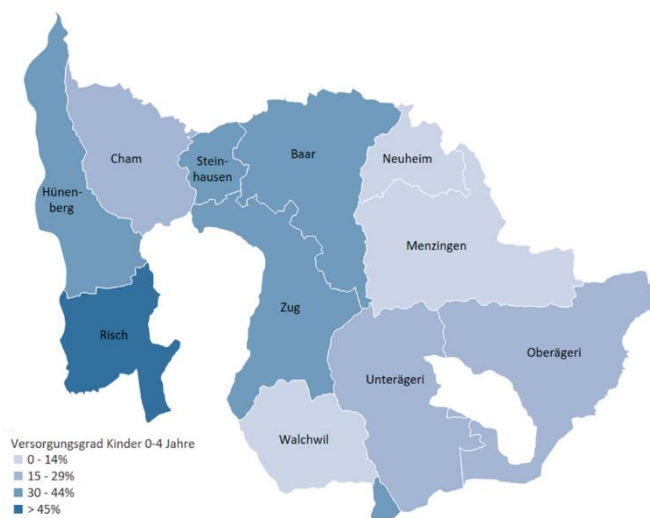 Cham
Stein-
hausen
Baar
Neuheim
Hünen-
berg
Menzingen
Zug
Risch
Oberägeri
Unterägeri
Walchwil
Versorgungsgrad Kinder 0-4 Jahre
0 - 14%
15 - 29%
30 - 44%
> 45%